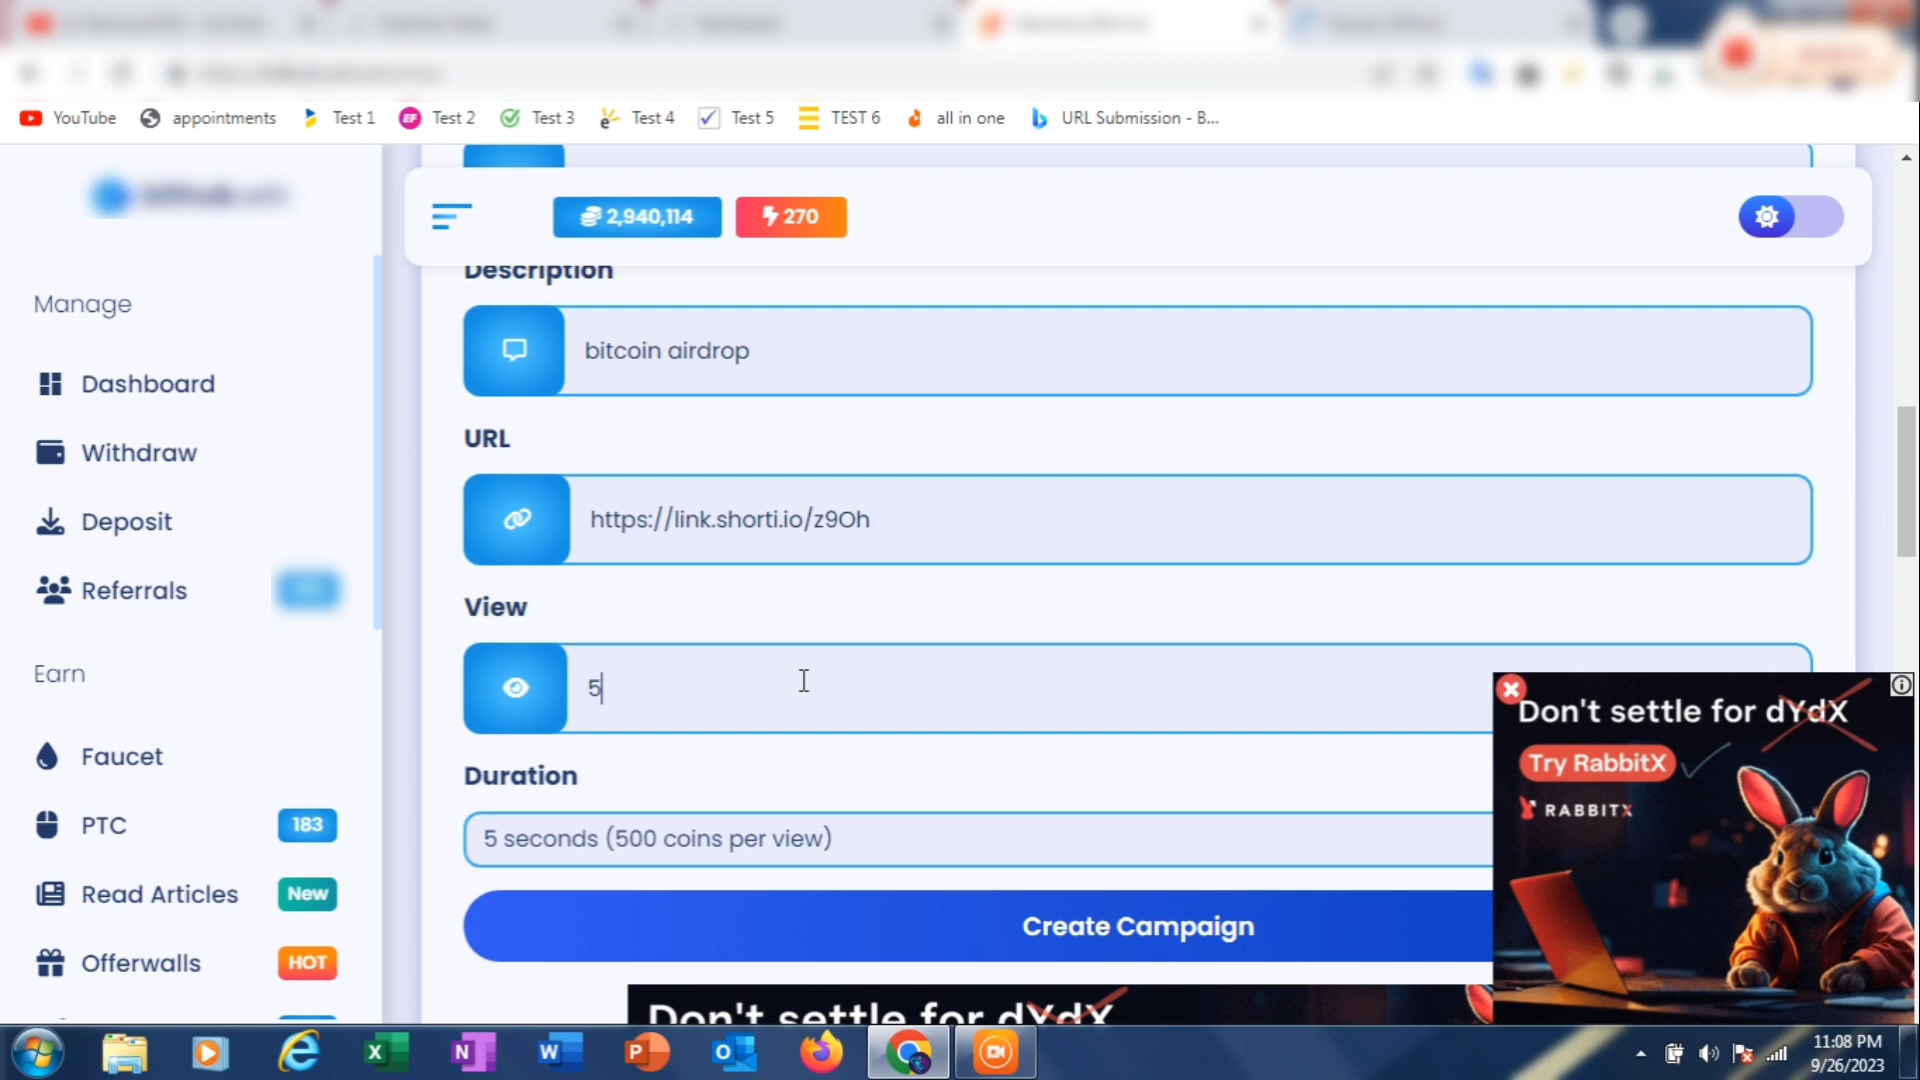 YouTube
appointments
Test 1
EF
Test 2
Test 3
Test 4
Test 5
TEST 6
all in one
URL Submission - B...
2,940,114
270
Manage
Dashboard
Withdraw
Deposit
Referrals
Earn
Faucet
PTC
183
Read Articles
New
Offerwalls
HOT
Description
bitcoin airdrop
URL
https://link.shorti.io/z9Oh
View
5
Duration
5 seconds (500 coins per view)
Create Campaign
Don't settle for dYdX
Try RabbitX
RABBITX
Don't settle for dYdX
11:08 PM
9/26/2023